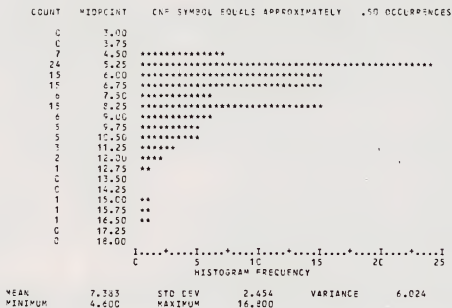 COUNT MIDPOINT ONE SYMBOL EQUALS APPROXIMATELY .50 OCCURRENCES
0 3.00
0 3.75
7 4.50 **************
24 5.25 ************************************************
15 6.00 ******************************
15 6.75 ******************************
6 7.50 ************
15 8.25 ******************************
6 9.00 ************
5 9.75 **********
5 10.50 **********
3 11.25 ******
2 12.00 ****
1 12.75 **
0 13.50
0 14.25
1 15.00 **
1 15.75 **
1 16.50 **
0 17.25
0 18.00
I....+....I....+....I....+....I....+....I....+....I
0 5 10 15 20 25
HISTOGRAM FREQUENCY
MEAN 7.383 STD DEV 2.454 VARIANCE 6.024
MINIMUM 4.600 MAXIMUM 16.800